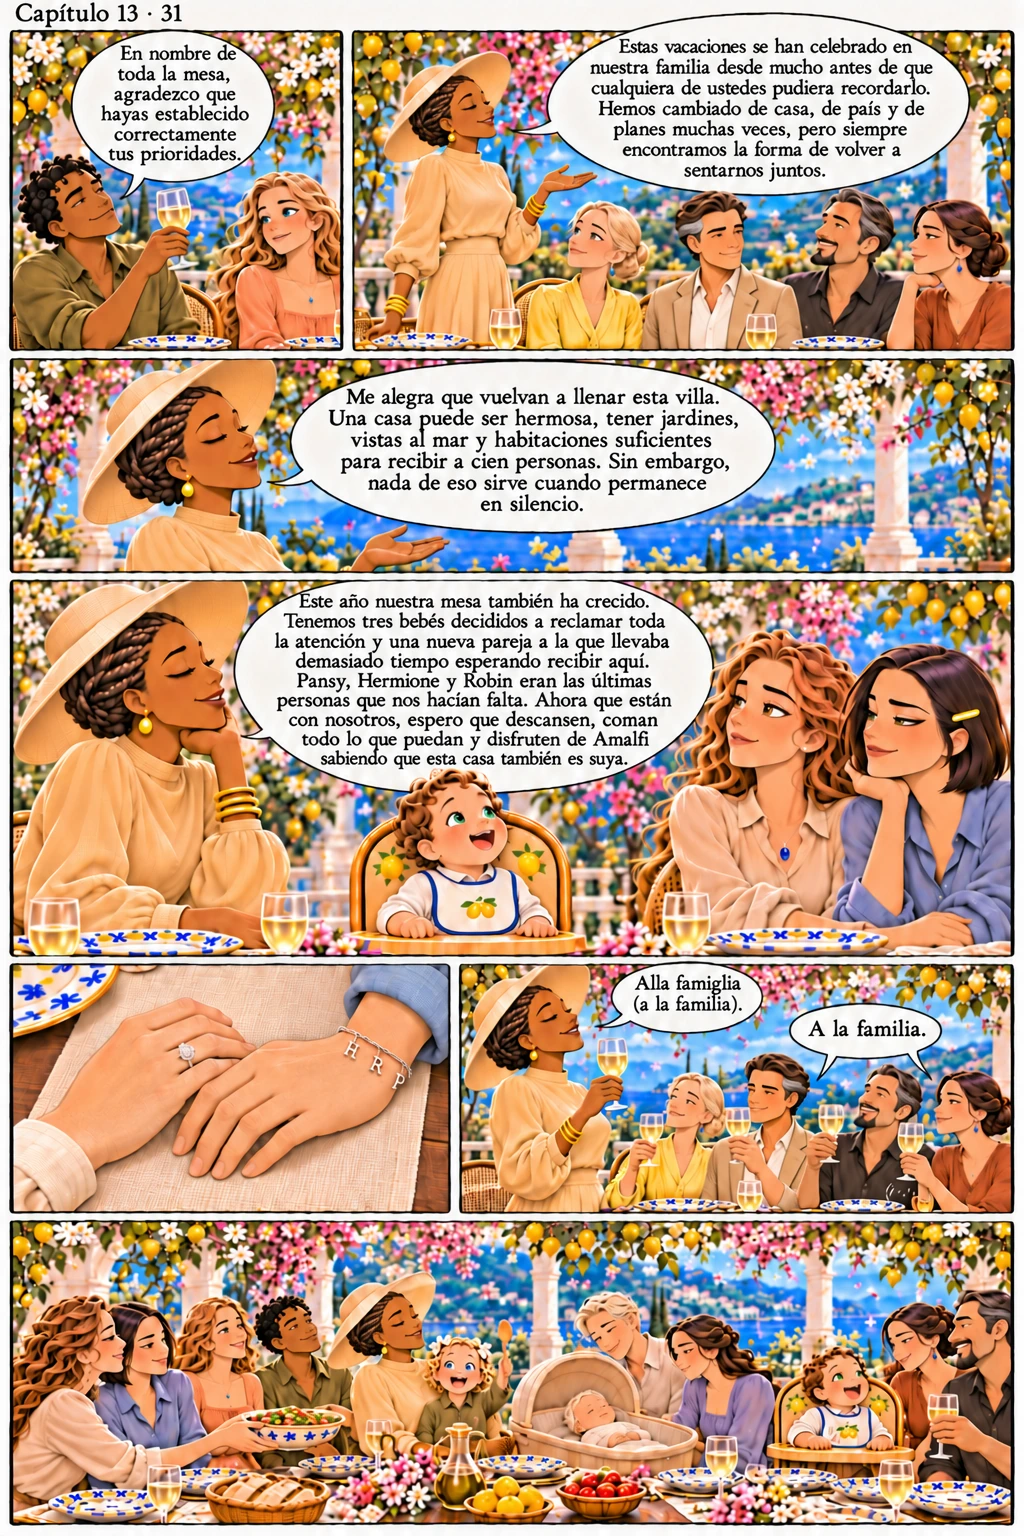 Capítulo 13 · 31
En nombre de
toda la mesa,
agradezco que
hayas establecido
correctamente
tus prioridades.
Estas vacaciones se han celebrado en
nuestra familia desde mucho antes de que
cualquiera de ustedes pudiera recordarlo.
Hemos cambiado de casa, de país y de
planes muchas veces, pero siempre
encontramos la forma de volver a
sentarnos juntos.
Me alegra que vuelvan a llenar esta villa.
Una casa puede ser hermosa, tener jardines,
vistas al mar y habitaciones suficientes
para recibir a cien personas. Sin embargo,
nada de eso sirve cuando permanece
en silencio.
Este año nuestra mesa también ha crecido.
Tenemos tres bebés decididos a reclamar toda
la atención y una nueva pareja a la que llevaba
demasiado tiempo esperando recibir aquí.
Pansy, Hermione y Robin eran las últimas
personas que nos hacían falta. Ahora que están
con nosotros, espero que descansen, coman
todo lo que puedan y disfruten de Amalfi
sabiendo que esta casa también es suya.
H R P
Alla famiglia
(a la familia).
A la familia.